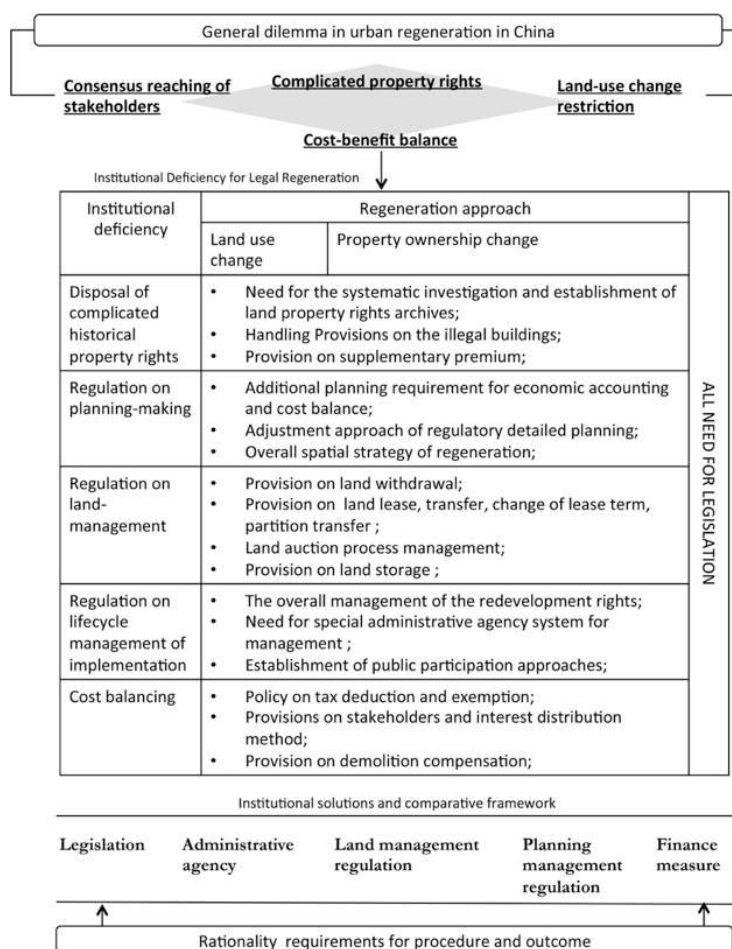 General dilemma in urban regeneration in China
Complicated property rights
Consensus reaching of
stakeholders
Land-use change
restriction
Cost-benefit balance
Institutional Deficiency for Legal Regeneration
Institutional
deficiency
Regeneration approach
Land use
change
Property ownership change
Disposal of
complicated
historical
property rights
• Need for the systematic investigation and establishment of
land property rights archives;
• Handling Provisions on the illegal buildings;
• Provision on supplementary premium;
Regulation on
planning-making
• Additional planning requirement for economic accounting
and cost balance;
• Adjustment approach of regulatory detailed planning;
• Overall spatial strategy of regeneration;
Regulation on
land-
management
• Provision on land withdrawal;
• Provision on land lease, transfer, change of lease term,
partition transfer ;
• Land auction process management;
• Provision on land storage ;
Regulation on
lifecycle
management of
implementation
• The overall management of the redevelopment rights;
• Need for special administrative agency system for
management ;
• Establishment of public participation approaches;
Cost balancing
• Policy on tax deduction and exemption;
• Provisions on stakeholders and interest distribution
method;
• Provision on demolition compensation;
ALL NEED FOR LEGISLATION
Institutional solutions and comparative framework
Legislation
Administrative
agency
Land management
regulation
Planning
management
regulation
Finance
measure
Rationality requirements for procedure and outcome